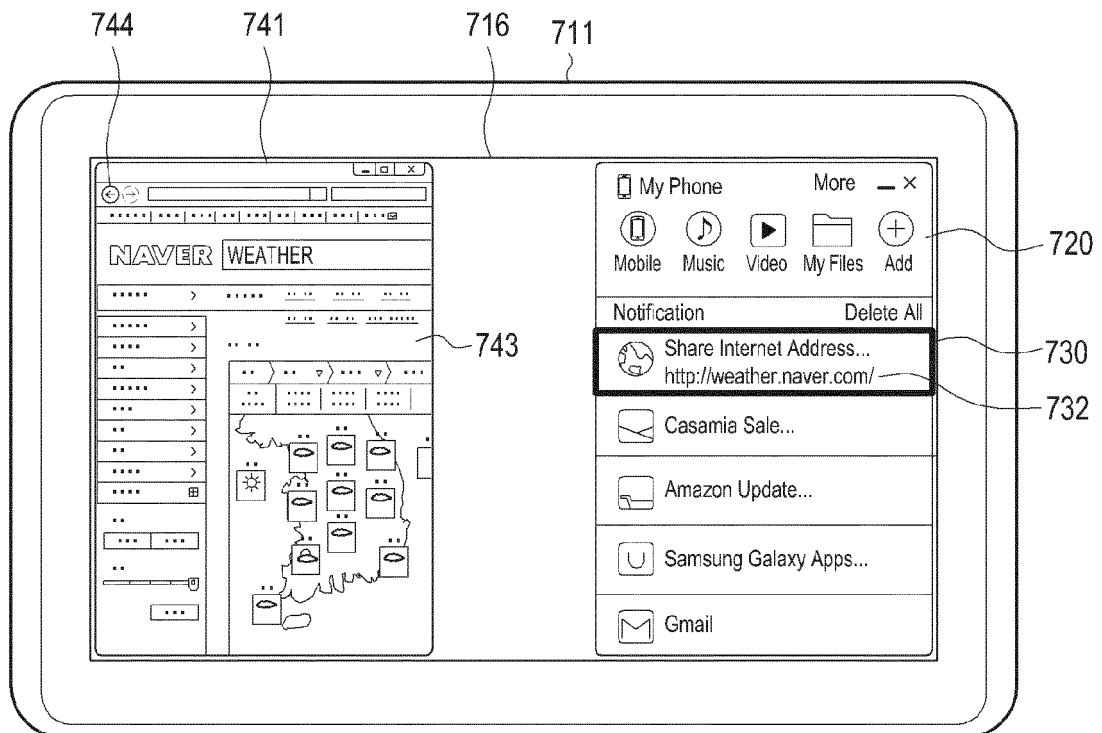 744 741 716 711
NAVER WEATHER
743
My Phone More
Mobile Music Video My Files Add
720
Notification Delete All
Share Internet Address...
730
http://weather.naver.com/
732
Casamia Sale...
Amazon Update...
Samsung Galaxy Apps...
Gmail